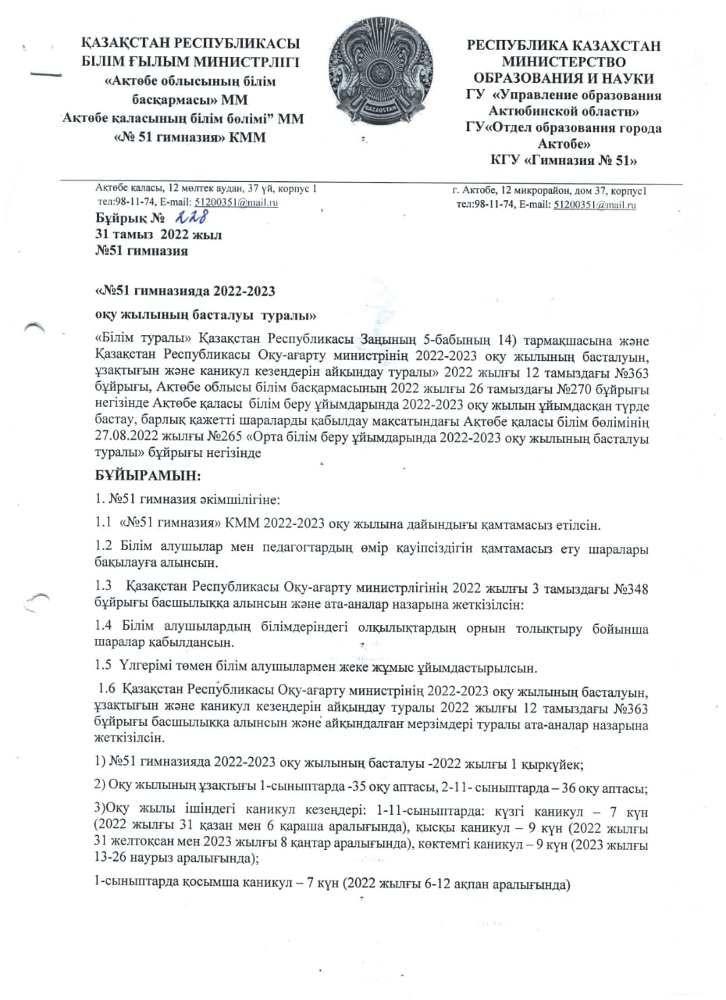 ҚАЗАҚСТАН РЕСПУБЛИКАСЫ
БІЛІМ ҒЫЛЫМ МИНИСТРЛІГІ
«Ақтөбе облысының білім
басқармасы» ММ
Ақтөбе қаласының білім бөлімі” ММ
«№ 51 гимназия» КММ
QAZAQSTAN
РЕСПУБЛИКА КАЗАХСТАН
МИНИСТЕРСТВО
ОБРАЗОВАНИЯ И НАУКИ
ГУ «Управление образования
Актюбинской области»
ГУ«Отдел образования города
Актобе»
КГУ «Гимназия № 51»
Ақтөбе қаласы, 12 мөлтек аудан, 37 үй, корпус 1
тел:98-11-74, E-mail: 51200351@mail.ru
г. Актобе, 12 микрорайон, дом 37, корпус1
тел:98-11-74, E-mail: 51200351@mail.ru
Бұйрық № 228
31 тамыз 2022 жыл
№51 гимназия
«№51 гимназияда 2022-2023
оқу жылының басталуы туралы»
«Білім туралы» Қазақстан Республикасы Заңының 5-бабының 14) тармақшасына және
Қазақстан Республикасы Оқу-ағарту министрінің 2022-2023 оқу жылының басталуын,
ұзақтығын және каникул кезеңдерін айқындау туралы» 2022 жылғы 12 тамыздағы №363
бұйрығы, Ақтөбе облысы білім басқармасының 2022 жылғы 26 тамыздағы №270 бұйрығы
негізінде Ақтөбе қаласы білім беру ұйымдарында 2022-2023 оқу жылын ұйымдасқан түрде
бастау, барлық қажетті шараларды қабылдау мақсатындағы Ақтөбе қаласы білім бөлімінің
27.08.2022 жылғы №265 «Орта білім беру ұйымдарында 2022-2023 оқу жылының басталуы
туралы» бұйрығы негізінде
БҰЙЫРАМЫН:
1. №51 гимназия әкімшілігіне:
1.1 «№51 гимназия» КММ 2022-2023 оқу жылына дайындығы қамтамасыз етілсін.
1.2 Білім алушылар мен педагогтардың өмір қауіпсіздігін қамтамасыз ету шаралары
бақылауға алынсын.
1.3 Қазақстан Республикасы Оқу-ағарту министрлігінің 2022 жылғы 3 тамыздағы №348
бұйрығы басшылыққа алынсын және ата-аналар назарына жеткізілсін:
1.4 Білім алушылардың білімдеріндегі олқылықтардың орнын толықтыру бойынша
шаралар қабылдансын.
1.5 Үлгерімі төмен білім алушылармен жеке жұмыс ұйымдастырылсын.
1.6 Қазақстан Республикасы Оқу-ағарту министрінің 2022-2023 оқу жылының басталуын,
ұзақтығын және каникул кезеңдерін айқындау туралы 2022 жылғы 12 тамыздағы №363
бұйрығы басшылыққа алынсын және айқындалған мерзімдері туралы ата-аналар назарына
жеткізілсін.
1) №51 гимназияда 2022-2023 оқу жылының басталуы -2022 жылғы 1 қыркүйек;
2) Оқу жылының ұзақтығы 1-сыныптарда -35 оқу аптасы, 2-11- сыныптарда – 36 оқу аптасы;
3)Оқу жылы ішіндегі каникул кезеңдері: 1-11-сыныптарда: күзгі каникул – 7 күн
(2022 жылғы 31 қазан мен 6 қараша аралығында), қысқы каникул – 9 күн (2022 жылғы
31 желтоқсан мен 2023 жылғы 8 қаңтар аралығында), көктемгі каникул – 9 күн (2023 жылғы
13-26 наурыз аралығында);
1-сыныптарда қосымша каникул – 7 күн (2022 жылғы 6-12 ақпан аралығында)